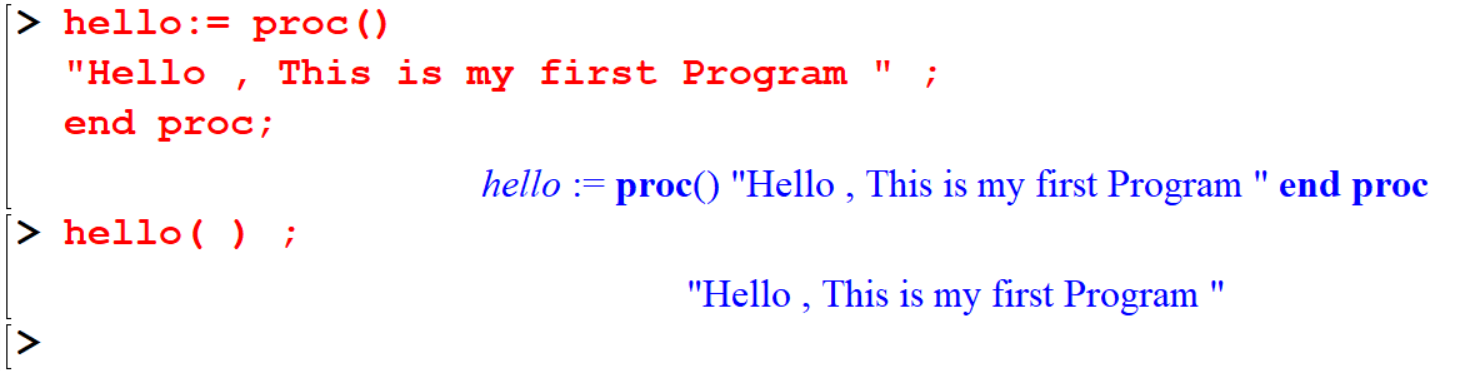 > hello:= proc()
"Hello , This is my first Program " ;
end proc;
hello := proc() "Hello , This is my first Program " end proc
> hello( ) ;
"Hello , This is my first Program "
>